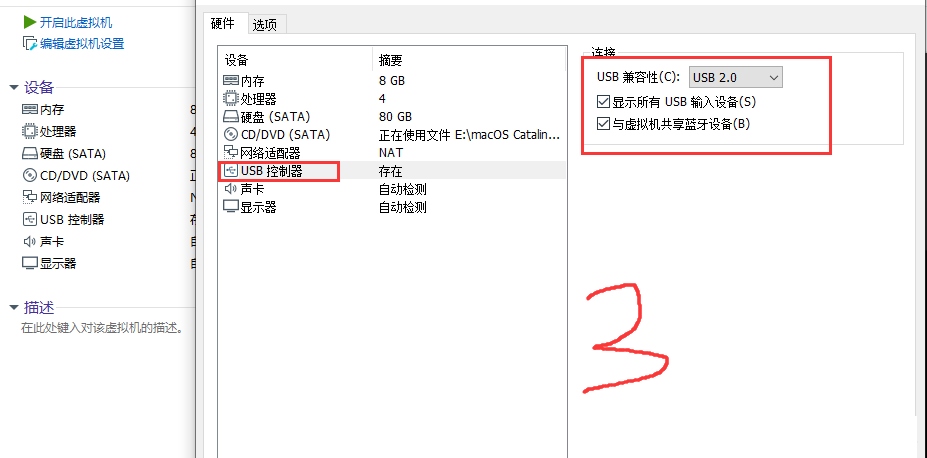 开启此虚拟机
编辑虚拟机设置
设备
内存 8
处理器 4
硬盘 (SATA) 8
CD/DVD (SATA)
网络适配器 N
USB 控制器
声卡
显示器
描述
在此处键入对该虚拟机的描述。
硬件 选项
设备 摘要
内存 8 GB
处理器 4
硬盘 (SATA) 80 GB
CD/DVD (SATA) 正在使用文件 E:\macOS Catalin...
网络适配器 NAT
USB 控制器 存在
声卡 自动检测
显示器 自动检测
连接
USB 兼容性(C): USB 2.0
显示所有 USB 输入设备(S)
与虚拟机共享蓝牙设备(B)
3